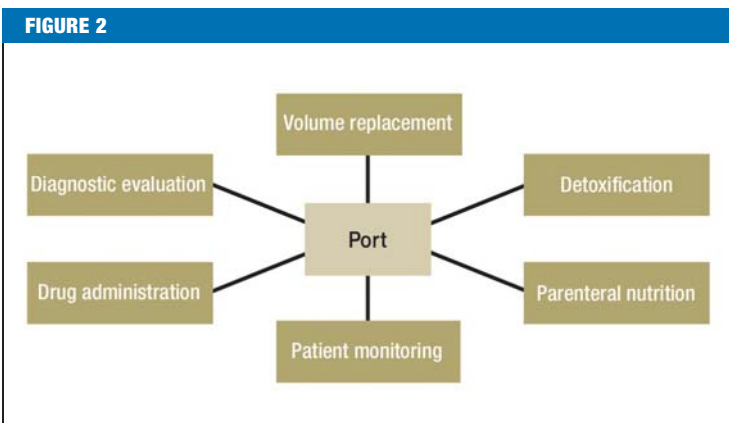 FIGURE 2
Volume replacement
Diagnostic evaluation
Detoxification
Port
Drug administration
Parenteral nutrition
Patient monitoring